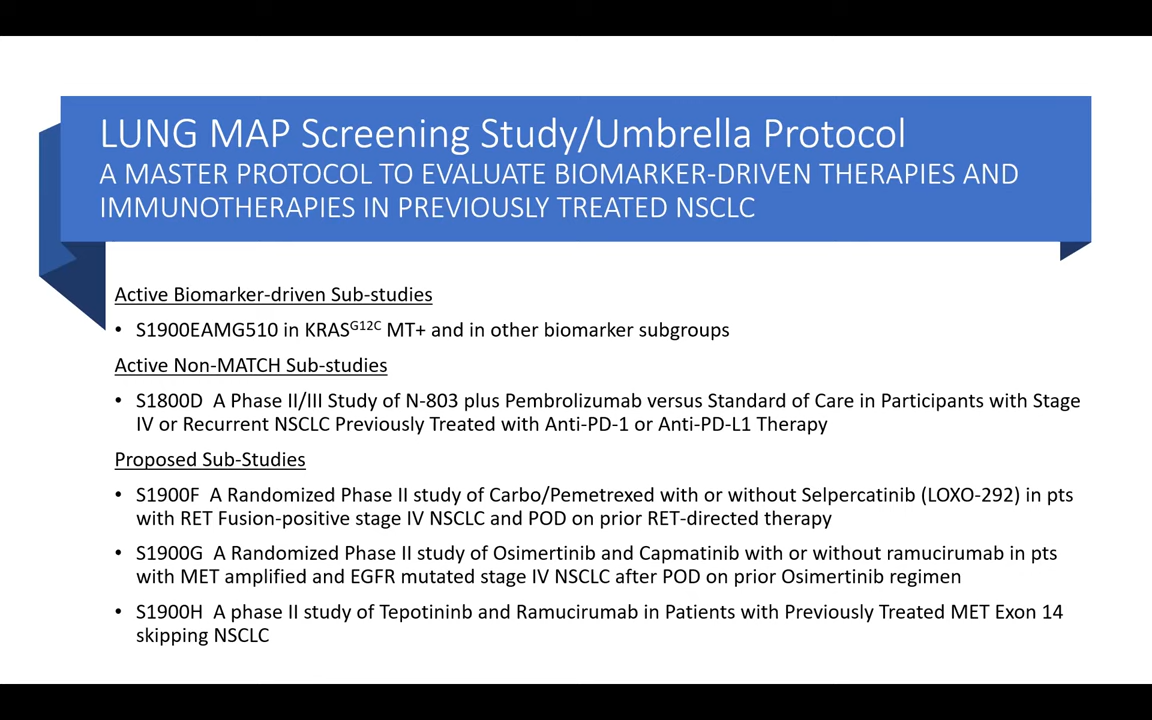 LUNG MAP Screening Study/Umbrella Protocol
A MASTER PROTOCOL TO EVALUATE BIOMARKER-DRIVEN THERAPIES AND
IMMUNOTHERAPIES IN PREVIOUSLY TREATED NSCLC
Active Biomarker-driven Sub-studies
• S1900EAMG510 in KRASG12C MT+ and in other biomarker subgroups
Active Non-MATCH Sub-studies
• S1800D A Phase II/III Study of N-803 plus Pembrolizumab versus Standard of Care in Participants with Stage
IV or Recurrent NSCLC Previously Treated with Anti-PD-1 or Anti-PD-L1 Therapy
Proposed Sub-Studies
• S1900F A Randomized Phase II study of Carbo/Pemetrexed with or without Selpercatinib (LOXO-292) in pts
with RET Fusion-positive stage IV NSCLC and POD on prior RET-directed therapy
• S1900G A Randomized Phase II study of Osimertinib and Capmatinib with or without ramucirumab in pts
with MET amplified and EGFR mutated stage IV NSCLC after POD on prior Osimertinib regimen
• S1900H A phase II study of Tepotininb and Ramucirumab in Patients with Previously Treated MET Exon 14
skipping NSCLC